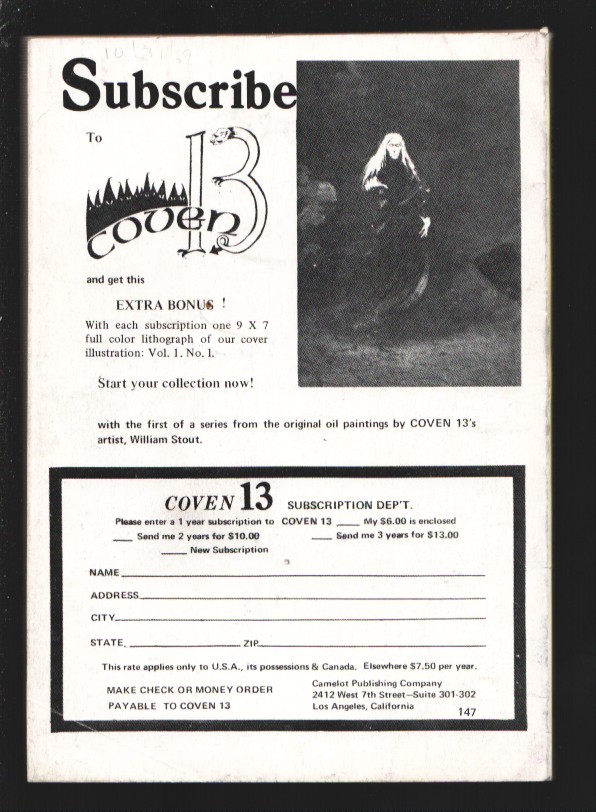 Subscribe
To
COVEN 13
and get this
EXTRA BONUS !
With each subscription one 9 X 7
full color lithograph of our cover
illustration: Vol. 1. No. 1.
Start your collection now!
with the first of a series from the original oil paintings by COVEN 13's
artist, William Stout.
COVEN 13 SUBSCRIPTION DEP'T.
Please enter a 1 year subscription to COVEN 13 ____ My $6.00 is enclosed
____ Send me 2 years for $10.00 ____ Send me 3 years for $13.00
____ New Subscription
NAME
ADDRESS
CITY
STATE ZIP
This rate applies only to U.S.A., its possessions & Canada. Elsewhere $7.50 per year.
MAKE CHECK OR MONEY ORDER
PAYABLE TO COVEN 13
Camelot Publishing Company
2412 West 7th Street—Suite 301-302
Los Angeles, California
147